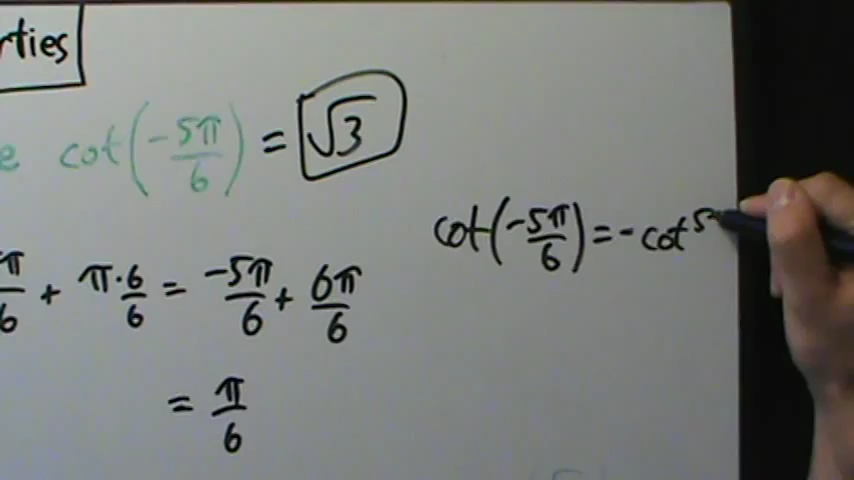 rties
e cot(-5π/6) = √3
cot(-5π/6) = -cot 5
π/6 + π·6/6 = -5π/6 + 6π/6
= π/6